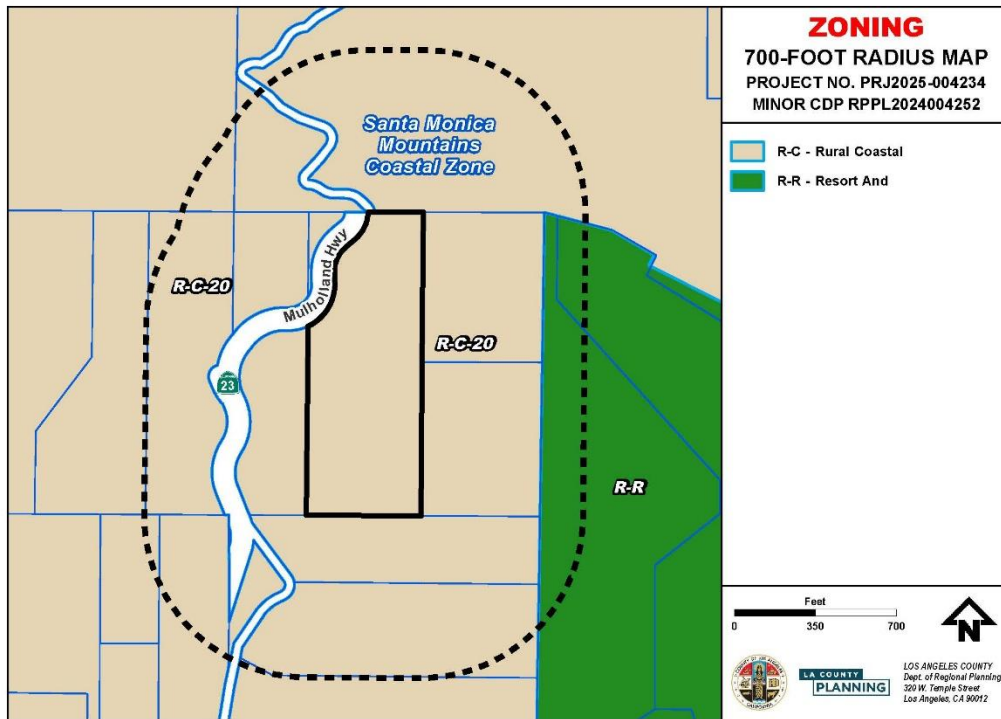 ZONING
700-FOOT RADIUS MAP
PROJECT NO. PRJ2025-004234
MINOR CDP RPPL2024004252
R-C - Rural Coastal
R-R - Resort And
Santa Monica
Mountains
Coastal Zone
Mulholland Hwy
R-C-20
R-C-20
23
R-R
Feet
0 350 700
N
LA COUNTY
PLANNING
LOS ANGELES COUNTY
Dept. of Regional Planning
320 W. Temple Street
Los Angeles, CA 90012